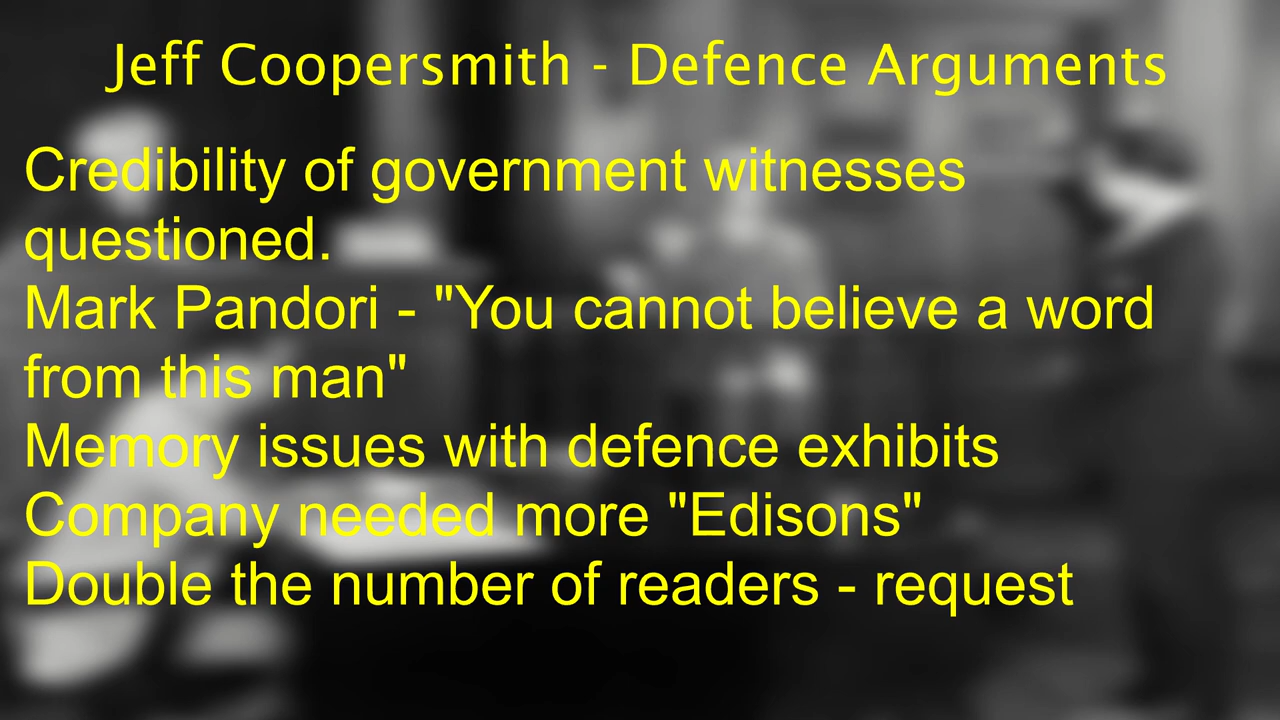 Jeff Coopersmith - Defence Arguments
Credibility of government witnesses
questioned.
Mark Pandori - "You cannot believe a word
from this man"
Memory issues with defence exhibits
Company needed more "Edisons"
Double the number of readers - request